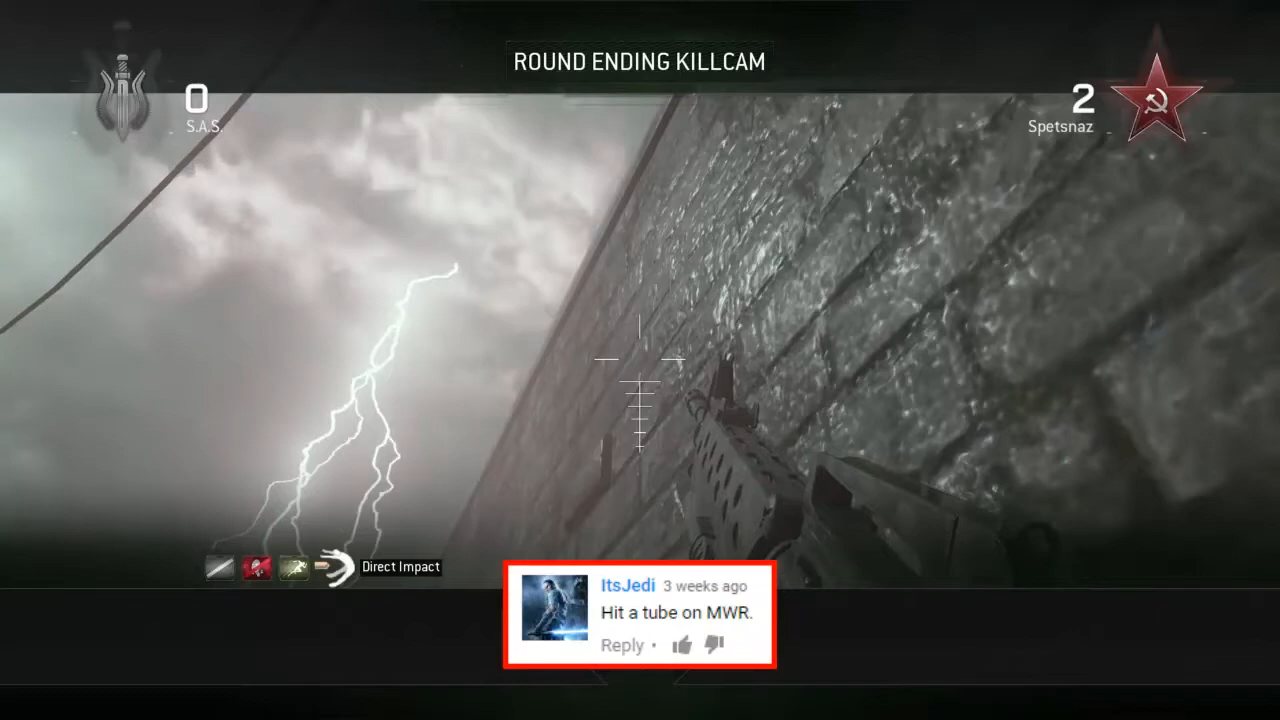 ROUND ENDING KILLCAM
0
S.A.S.
2
Spetsnaz
Direct Impact
ItsJedi 3 weeks ago
Hit a tube on MWR.
Reply •